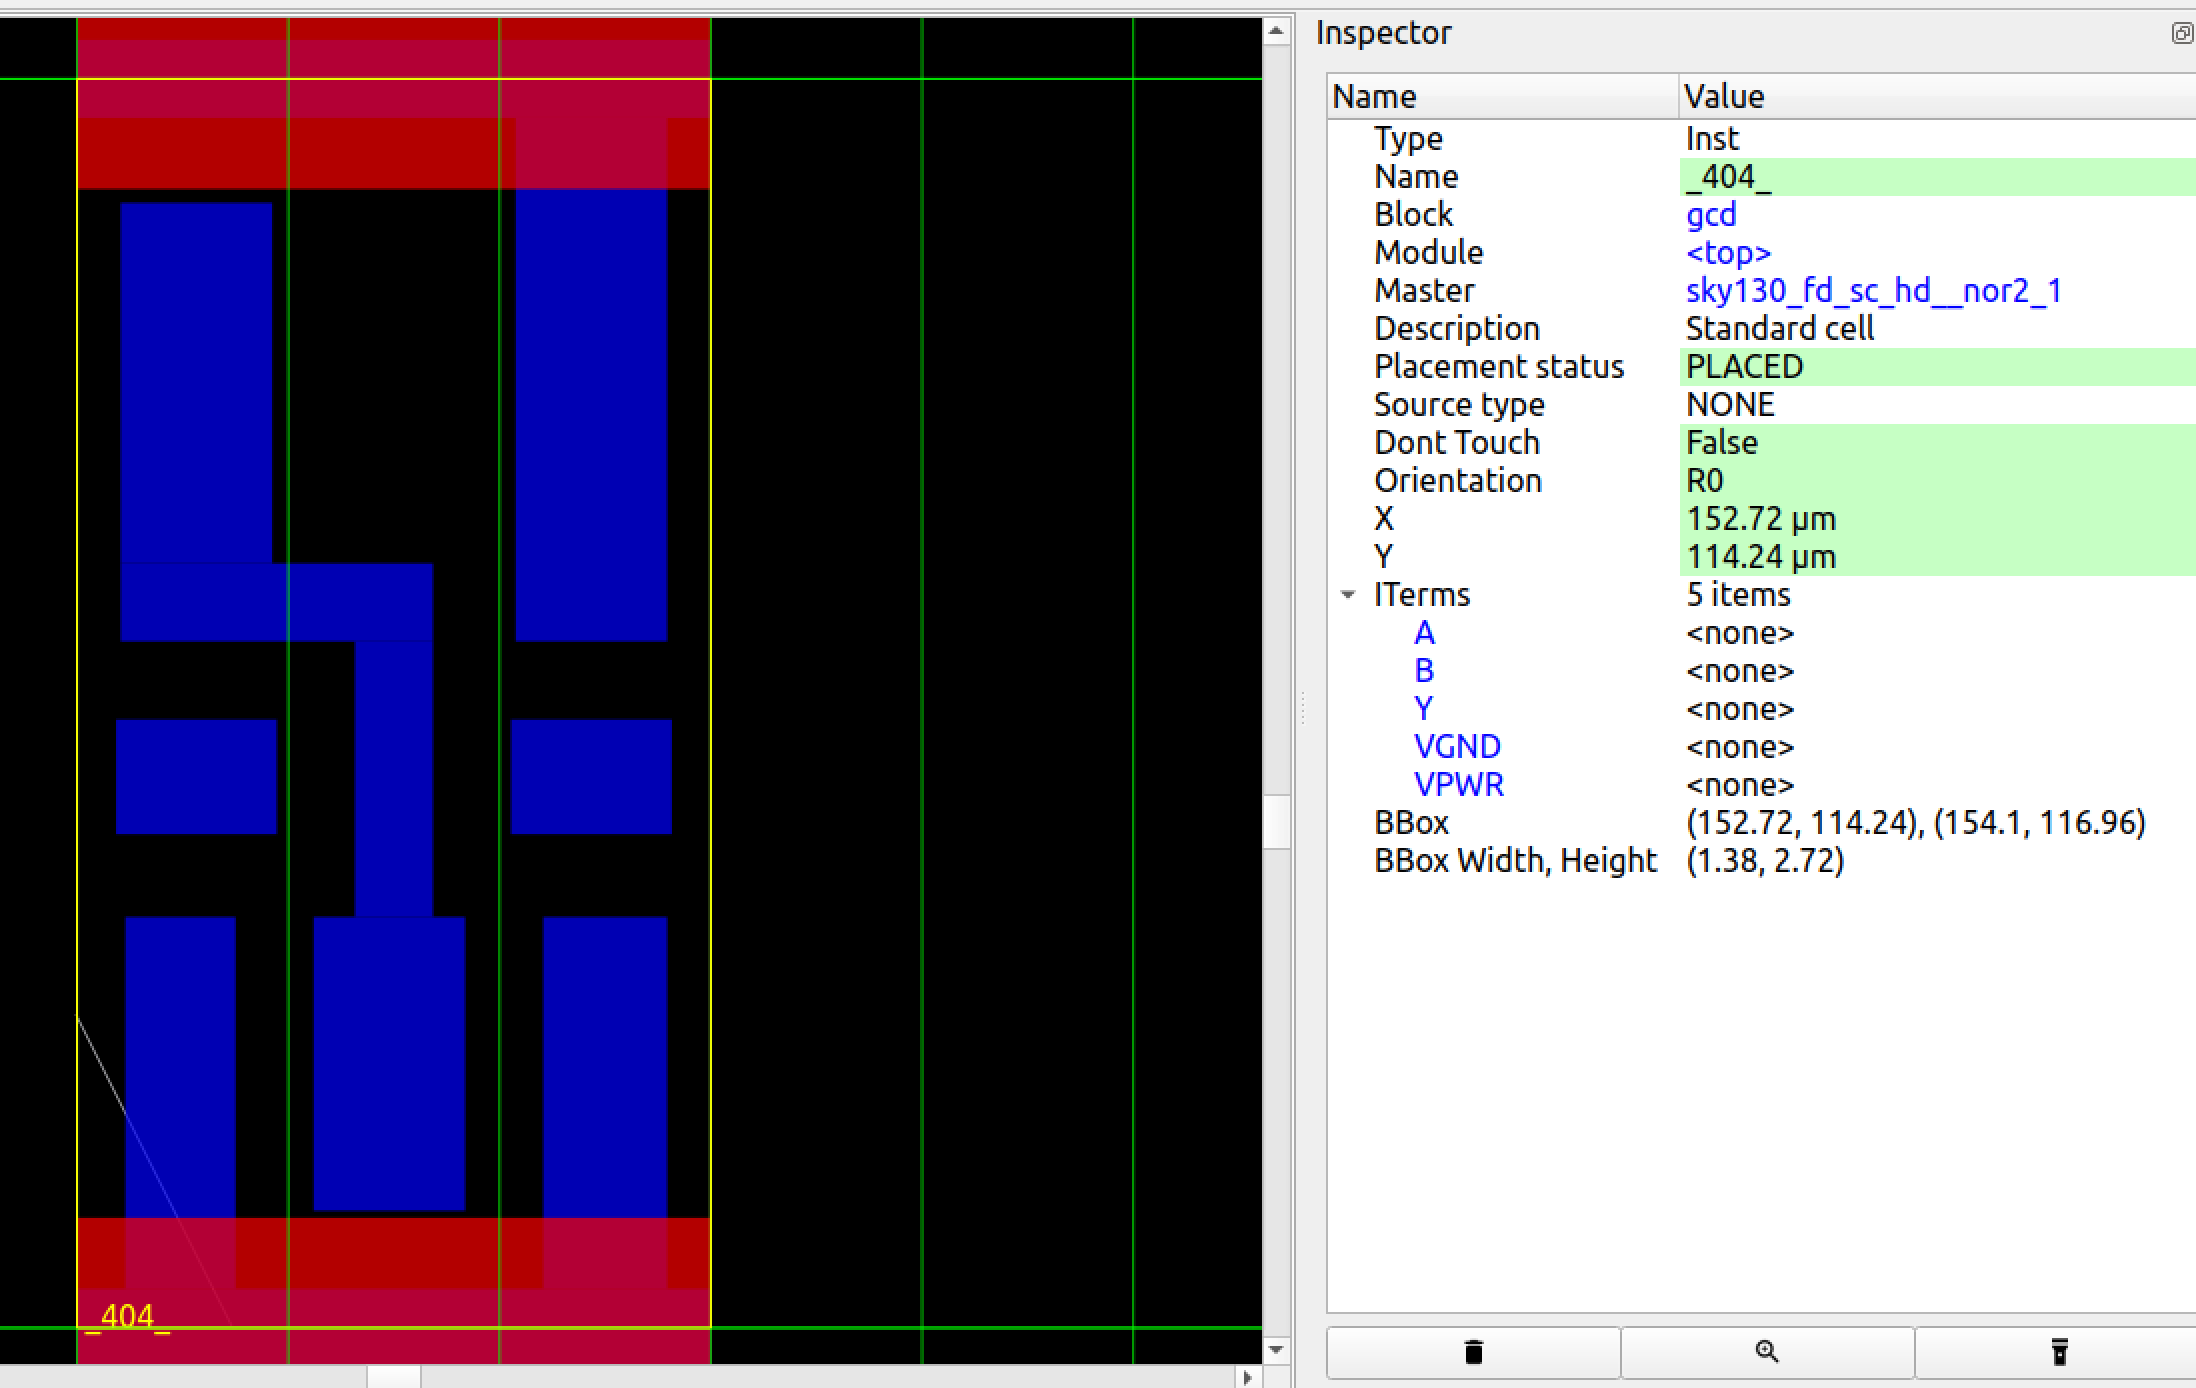 Inspector
Name Value
Type Inst
Name _404_
Block gcd
Module <top>
Master sky130_fd_sc_hd__nor2_1
Description Standard cell
Placement status PLACED
Source type NONE
Dont Touch False
Orientation R0
X 152.72 μm
Y 114.24 μm
ITerms 5 items
A <none>
B <none>
Y <none>
VGND <none>
VPWR <none>
BBox (152.72, 114.24), (154.1, 116.96)
BBox Width, Height (1.38, 2.72)
_404_